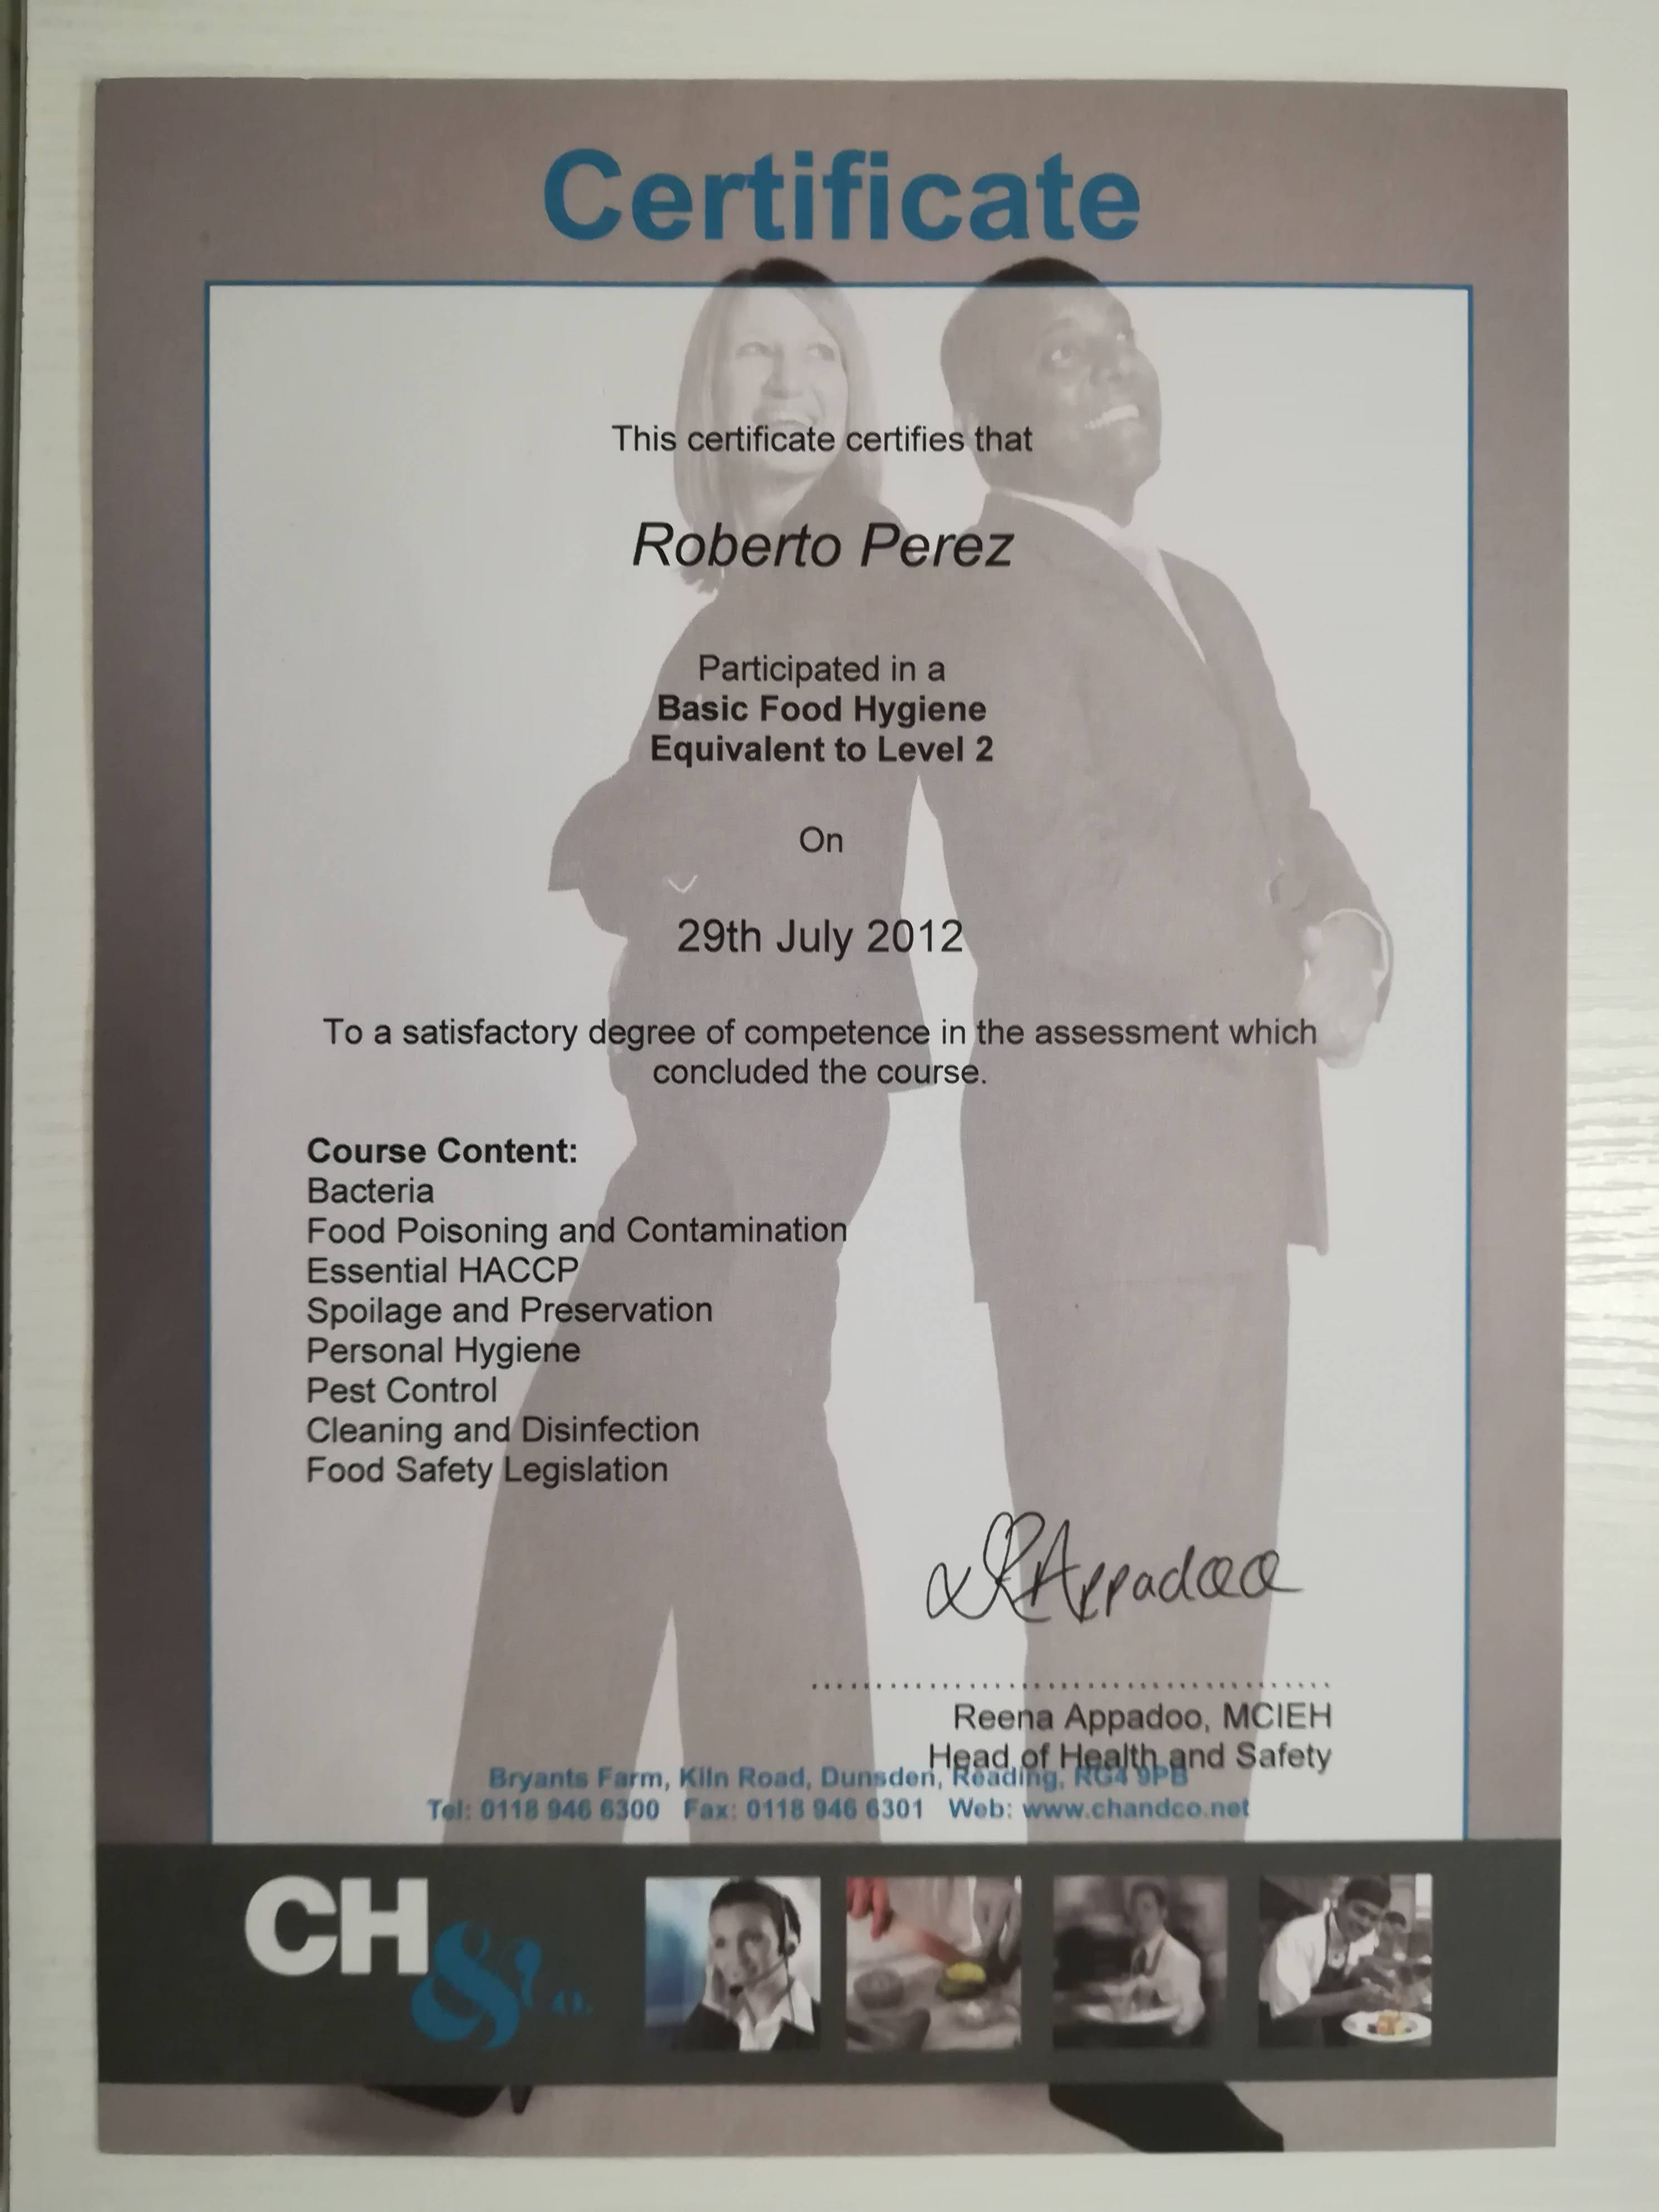 Certificate
This certificate certifies that
Roberto Perez
Participated in a
Basic Food Hygiene
Equivalent to Level 2
On
29th July 2012
To a satisfactory degree of competence in the assessment which
concluded the course.
Course Content:
Bacteria
Food Poisoning and Contamination
Essential HACCP
Spoilage and Preservation
Personal Hygiene
Pest Control
Cleaning and Disinfection
Food Safety Legislation
RAppadoo
Reena Appadoo, MCIEH
Head of Health and Safety
Bryants Farm, Kiln Road, Dunsden, Reading, RG4 9PB
Tel: 0118 946 6300 Fax: 0118 946 6301 Web: www.chandco.net
CH&Co.